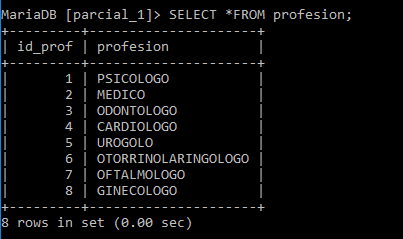 MariaDB [parcial_1]> SELECT *FROM profesion;
+---------+--------------------+
| id_prof | profesion          |
+---------+--------------------+
|       1 | PSICOLOGO          |
|       2 | MEDICO             |
|       3 | ODONTOLOGO         |
|       4 | CARDIOLOGO         |
|       5 | UROGOLO            |
|       6 | OTORRINOLARINGOLOGO |
|       7 | OFTALMOLOGO        |
|       8 | GINECOLOGO         |
+---------+--------------------+
8 rows in set (0.00 sec)